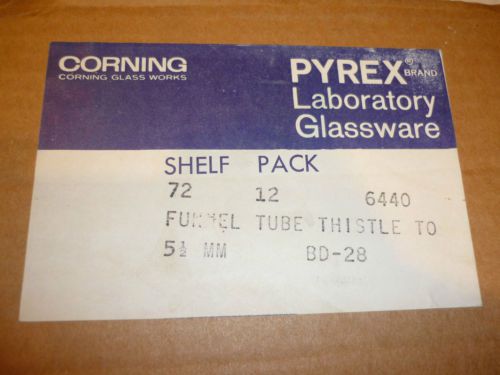 CORNING
CORNING GLASS WORKS
PYREX® BRAND
Laboratory
Glassware
SHELF PACK
72 12 6440
FUNNEL TUBE THISTLE TO
5½ MM BD-28